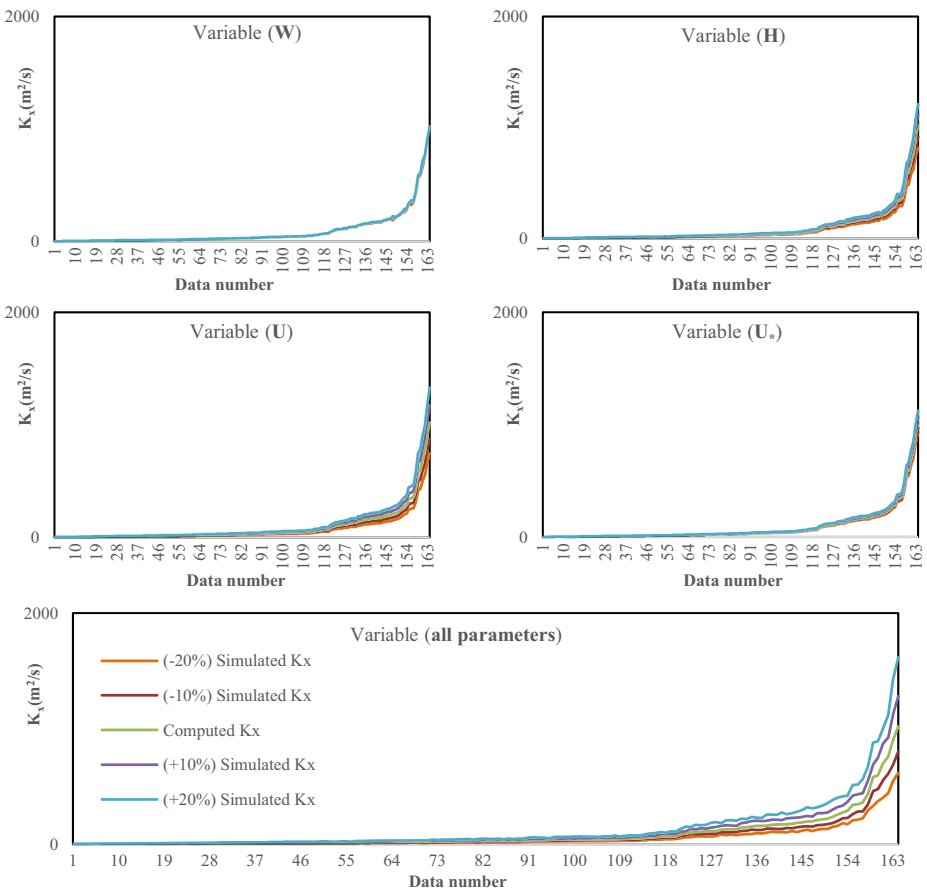 2000
Variable (W)
Kx(m²/s)
0
1 10 19 28 37 46 55 64 73 82 91 100 109 118 127 136 145 154 163
Data number
2000
Variable (H)
Kx(m²/s)
0
1 10 19 28 37 46 55 64 73 82 91 100 109 118 127 136 145 154 163
Data number
2000
Variable (U)
Kx(m²/s)
0
1 10 19 28 37 46 55 64 73 82 91 100 109 118 127 136 145 154 163
Data number
2000
Variable (U*)
Kx(m²/s)
0
1 10 19 28 37 46 55 64 73 82 91 100 109 118 127 136 145 154 163
Data number
2000
Variable (all parameters)
Kx(m²/s)
(-20%) Simulated Kx
(-10%) Simulated Kx
Computed Kx
(+10%) Simulated Kx
(+20%) Simulated Kx
0
1 10 19 28 37 46 55 64 73 82 91 100 109 118 127 136 145 154 163
Data number